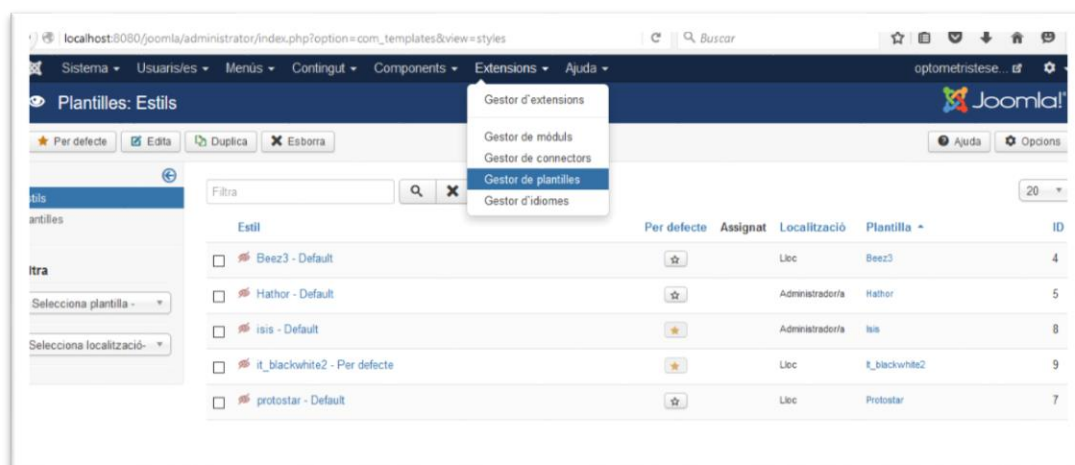 localhost:8080/joomla/administrator/index.php?option=com_templates&view=styles Buscar
Sistema Usuaris/es Menús Contingut Components Extensions Ajuda optometristese...
Plantilles: Estils Joomla!
Gestor d'extensions
Per defecte Edita Duplica Esborra Ajuda Opcions
Gestor de mòduls
Gestor de connectors
Gestor de plantilles
Gestor d'idiomes
stils
antilles
ltra
Selecciona plantilla -
Selecciona localització-
Filtra 20
Estil Per defecte Assignat Localització Plantilla ID
Beez3 - Default Lloc Beez3 4
Hathor - Default Administrador/a Hathor 5
isis - Default Administrador/a Isis 8
it_blackwhite2 - Per defecte Lloc It_blackwhite2 9
protostar - Default Lloc Protostar 7